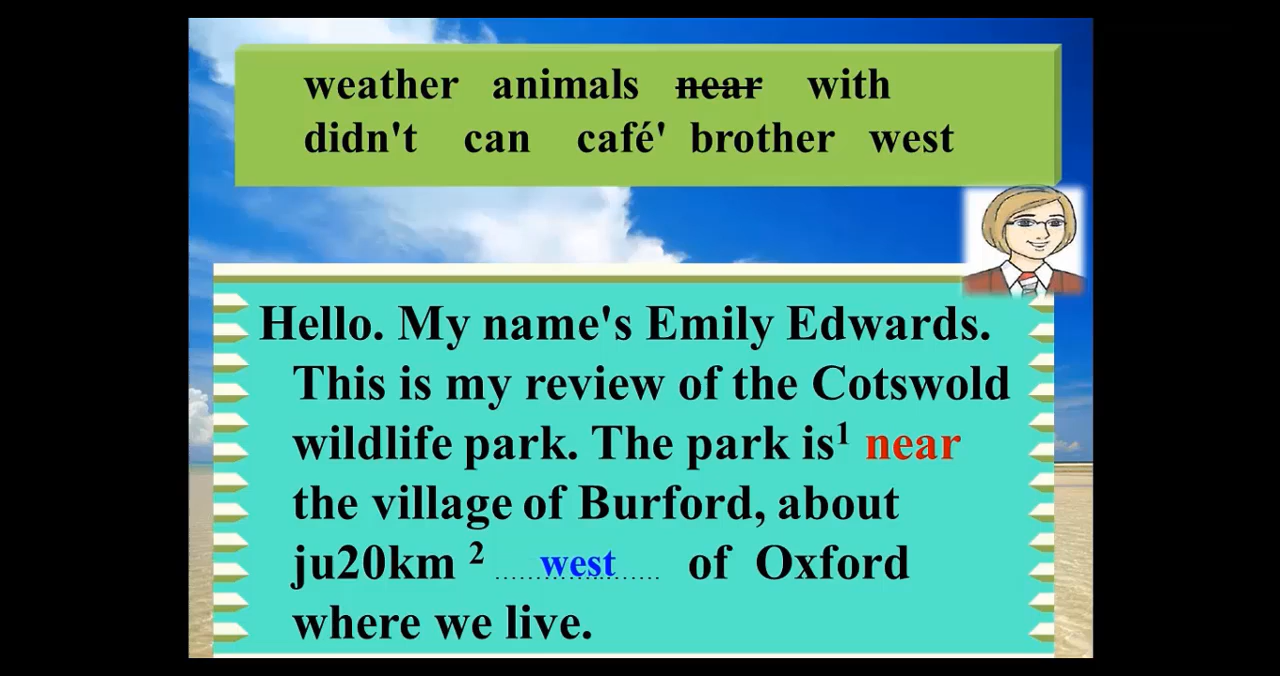 weather animals near with
didn't can café' brother west
Hello. My name's Emily Edwards.
This is my review of the Cotswold
wildlife park. The park is¹ near
the village of Burford, about
ju20km ² ......west...... of Oxford
where we live.